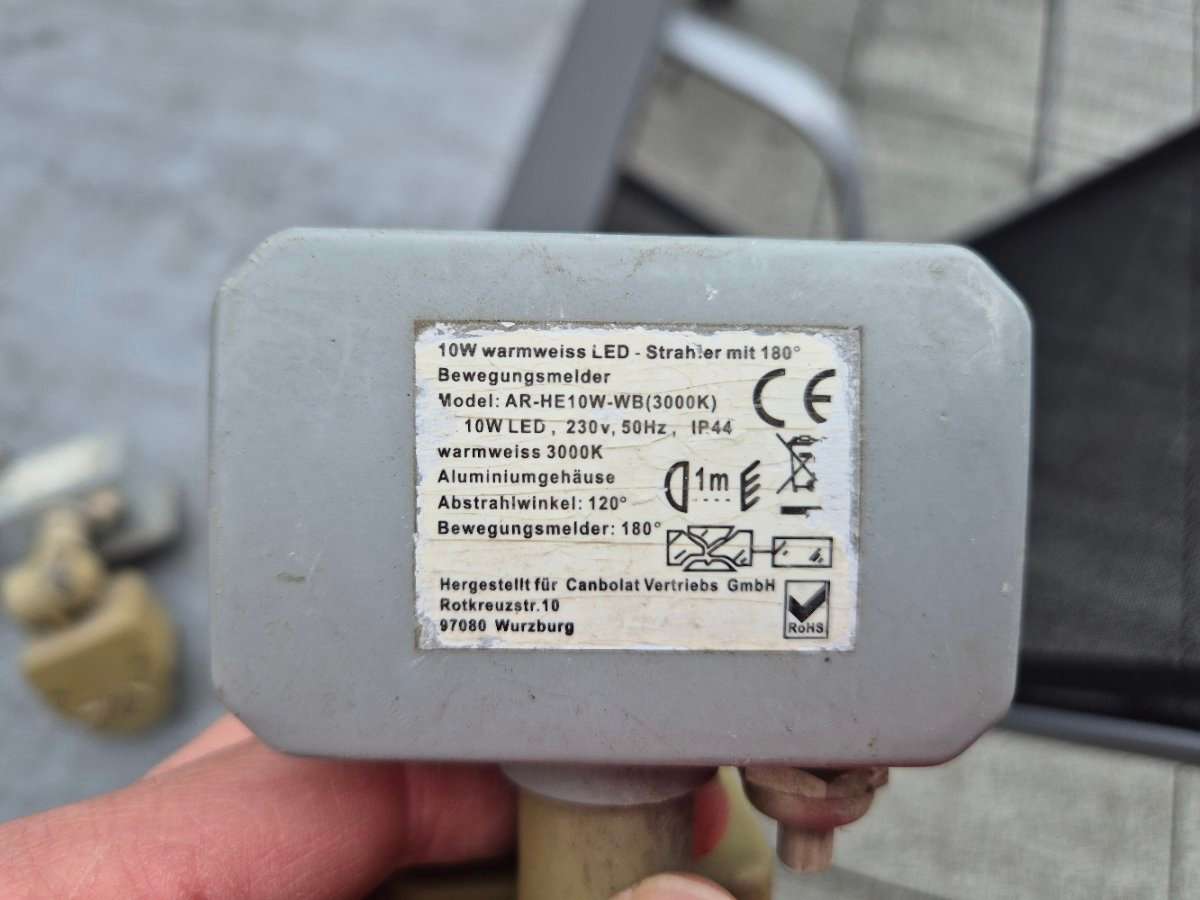 10W warmweiss LED - Strahler mit 180°
Bewegungsmelder
Model: AR-HE10W-WB(3000K)
10W LED, 230v, 50Hz, IP44
warmweiss 3000K
Aluminiumgehäuse
Abstrahlwinkel: 120°
Bewegungsmelder: 180°
CE
1m
Hergestellt für Canbolat Vertriebs GmbH
Rotkreuzstr.10
97080 Wurzburg
RoHS